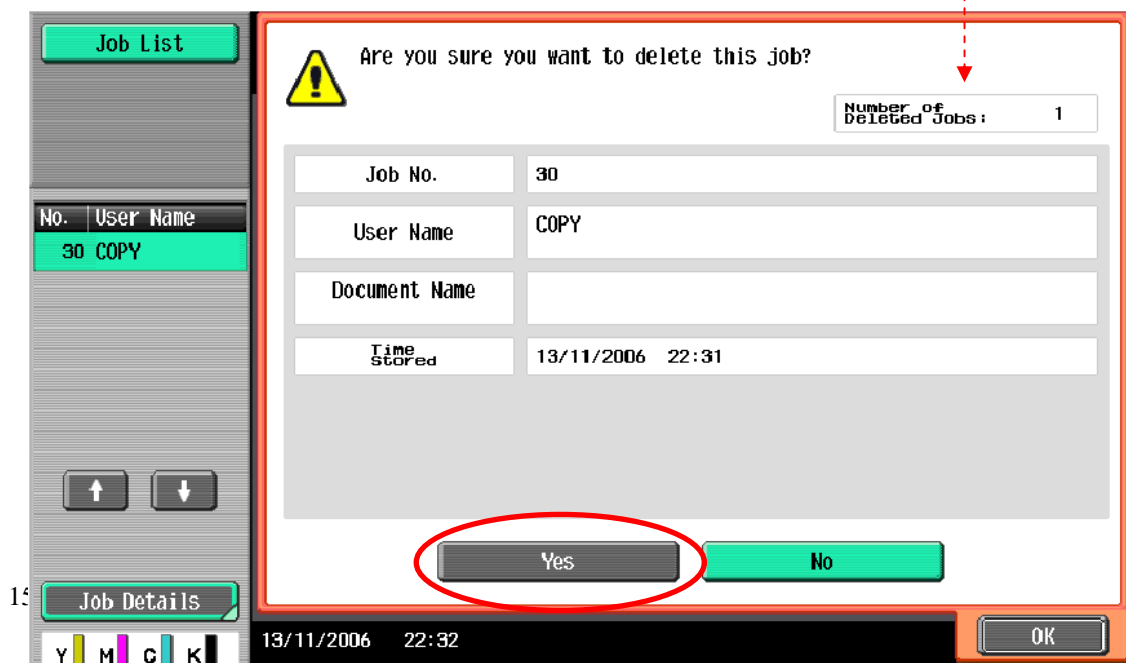 Job List
Are you sure you want to delete this job?
Number of
Deleted Jobs: 1
Job No. 30
No. User Name
30 COPY
User Name COPY
Document Name
Time
Stored 13/11/2006 22:31
Yes No
Job Details
13/11/2006 22:32 OK
Y M C K